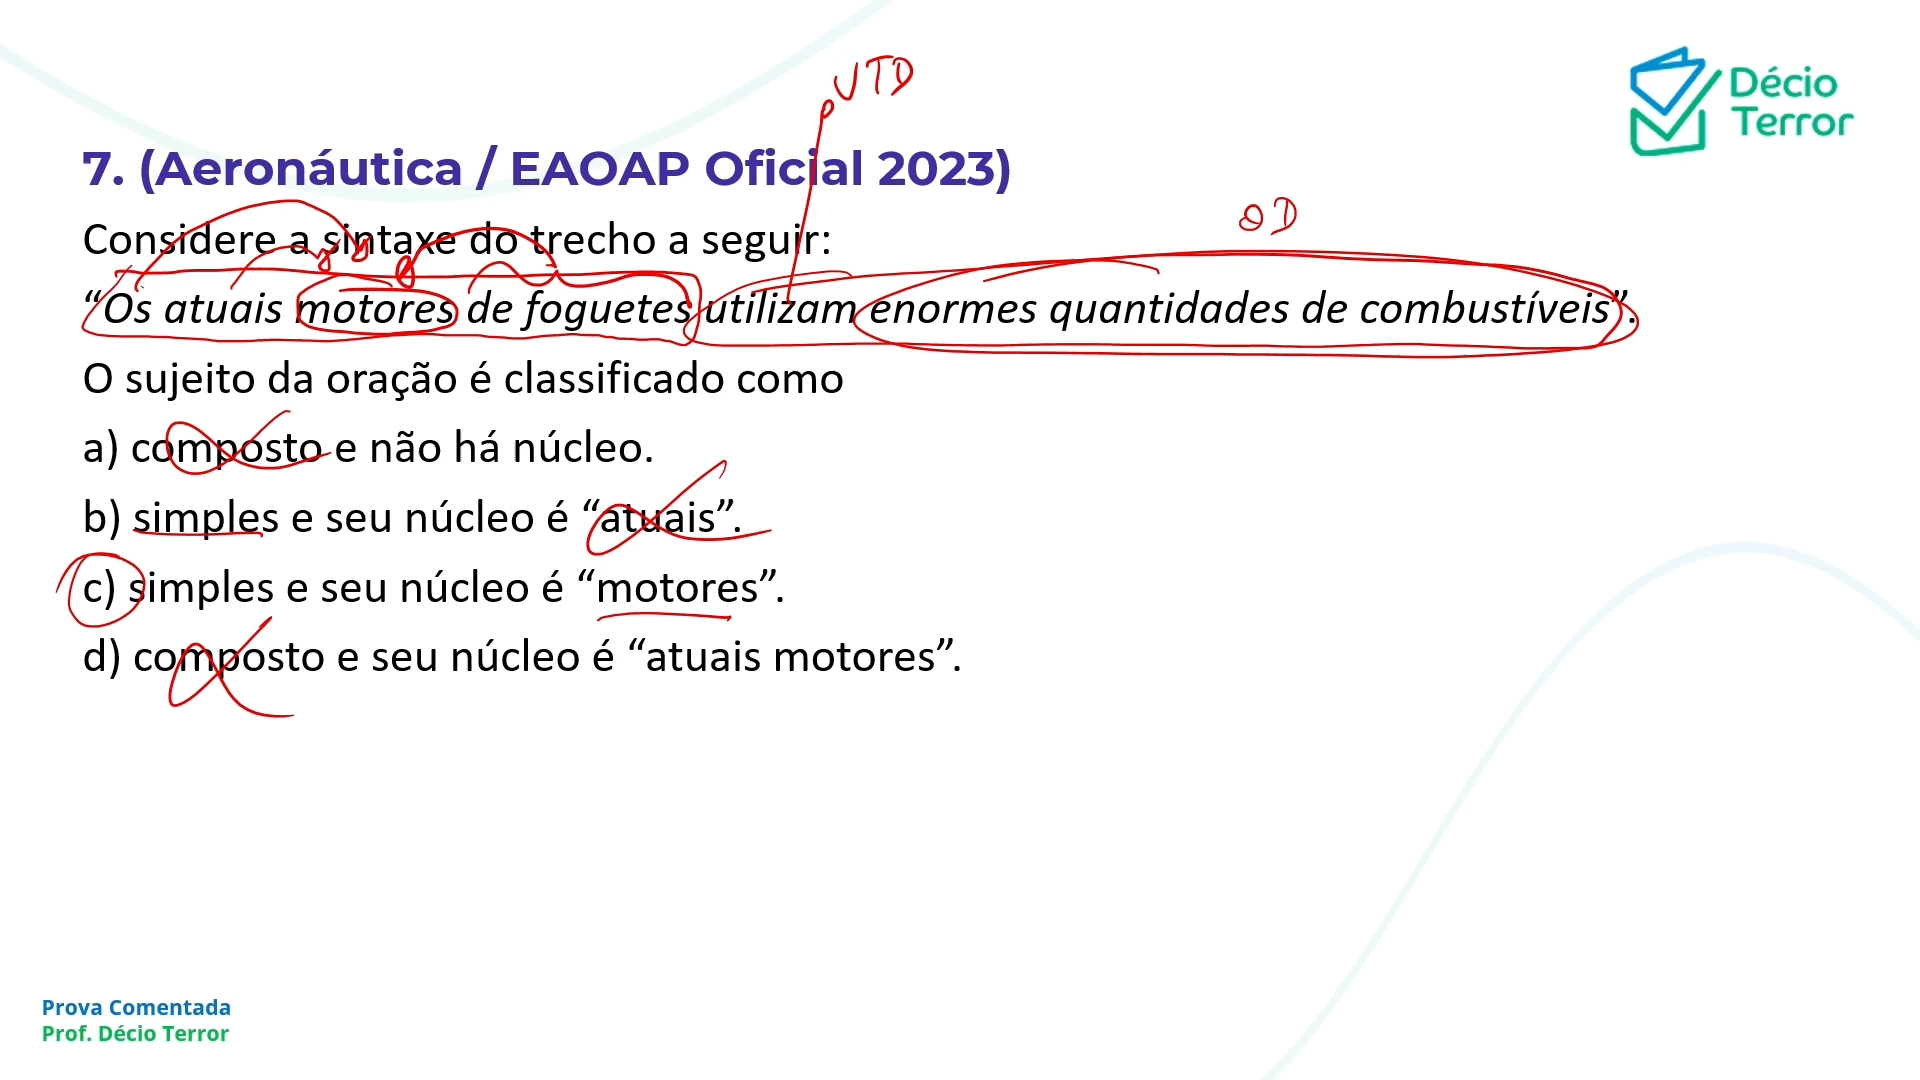 VTD
Décio
Terror
7. (Aeronáutica / EAOAP Oficial 2023)
OD
Considere a sintaxe do trecho a seguir:
“Os atuais motores de foguetes utilizam enormes quantidades de combustíveis”.
O sujeito da oração é classificado como
a) composto e não há núcleo.
b) simples e seu núcleo é “atuais”.
c) simples e seu núcleo é “motores”.
d) composto e seu núcleo é “atuais motores”.
Prova Comentada
Prof. Décio Terror